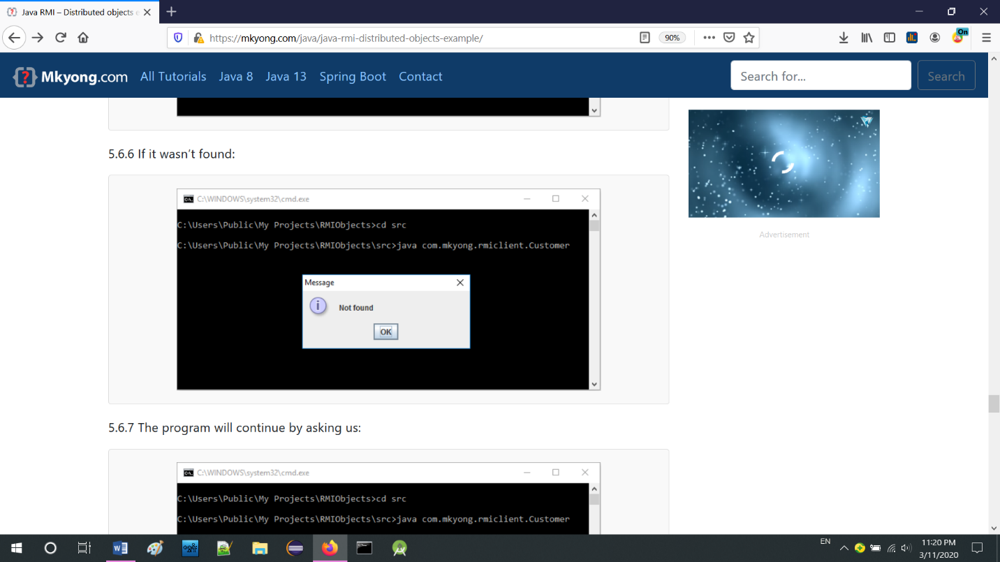 Java RMI – Distributed objects e
On
https://mkyong.com/java/java-rmi-distributed-objects-example/
90%
Mkyong.com
All Tutorials
Java 8
Java 13
Spring Boot
Contact
Search for...
Search
5.6.6 If it wasn’t found:
C:\WINDOWS\system32\cmd.exe
C:\Users\Public\My Projects\RMIObjects>cd src
C:\Users\Public\My Projects\RMIObjects\src>java com.mkyong.rmiclient.Customer
Message
Not found
OK
Advertisement
5.6.7 The program will continue by asking us:
C:\WINDOWS\system32\cmd.exe
C:\Users\Public\My Projects\RMIObjects>cd src
C:\Users\Public\My Projects\RMIObjects\src>java com.mkyong.rmiclient.Customer
EN
11:20 PM
3/11/2020